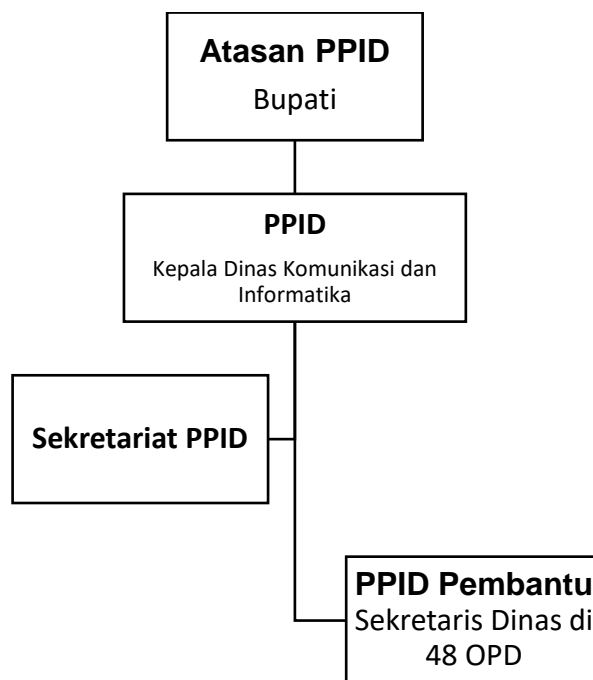 Atasan PPID
Bupati
PPID
Kepala Dinas Komunikasi dan
Informatika
Sekretariat PPID
PPID Pembantu
Sekretaris Dinas di
48 OPD